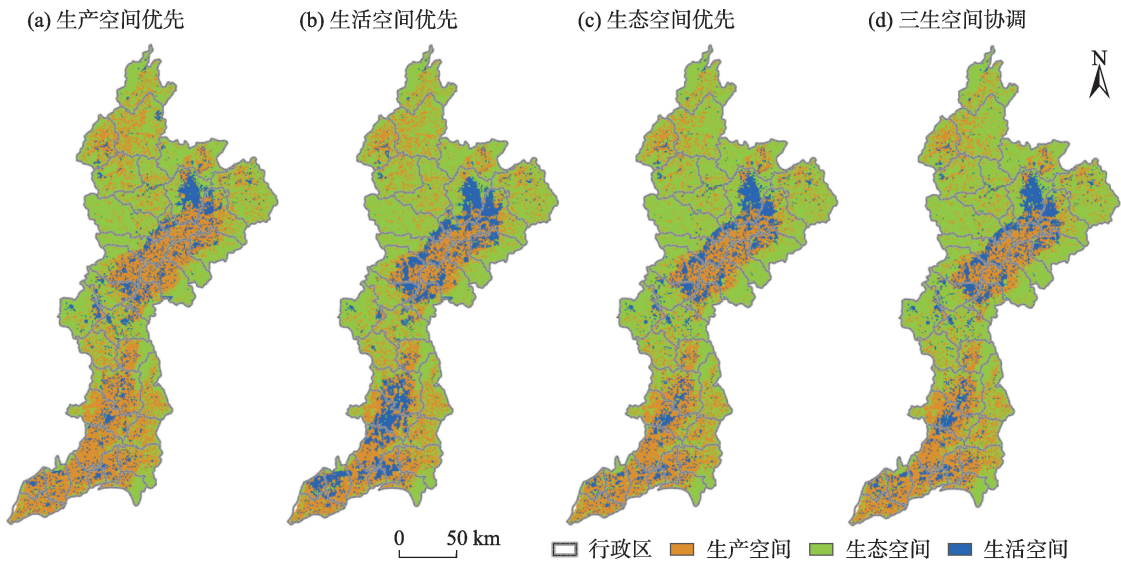 (a) 生产空间优先
(b) 生活空间优先
(c) 生态空间优先
(d) 三生空间协调
N
0 50 km
行政区 生产空间 生态空间 生活空间